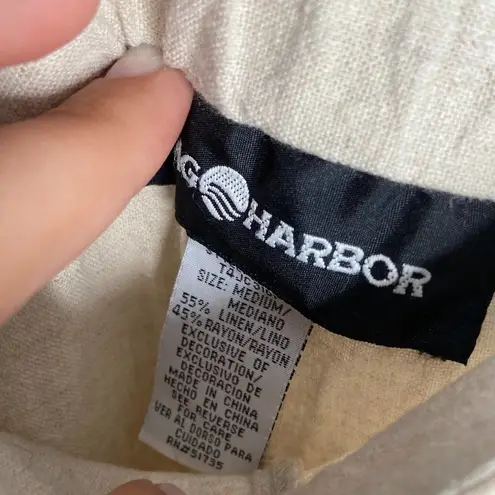 AG HARBOR
SIZE: MEDIUM/
MEDIANO
55% LINEN/LINO
45% RAYON/RAYON
EXCLUSIVE OF
DECORATION/
EXCLUSIVO DE
DECORACION
MADE IN CHINA
HECHO EN CHINA
SEE REVERSE
FOR CARE
VER AL DORSO PARA
CUIDADO
RN#51735